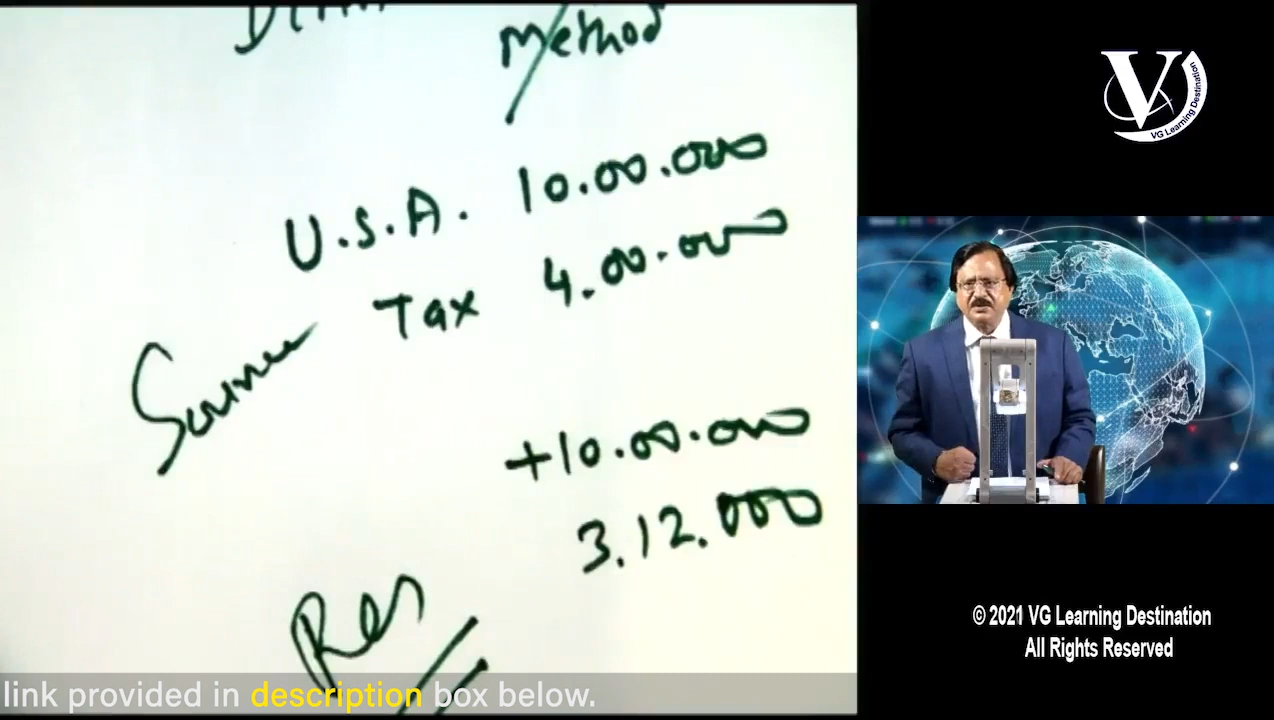 Method
U.S.A. 10.00.000
Tax 4.00.000
Source
+10.00.000
3.12.000
Res
V
VG Learning Destination
© 2021 VG Learning Destination
All Rights Reserved
link provided in description box below.